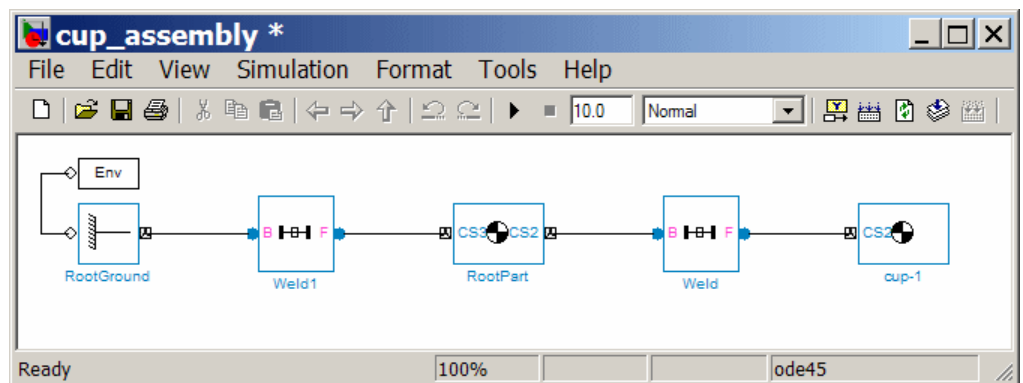 cup_assembly *
File Edit View Simulation Format Tools Help
10.0 Normal
Env
B F CS3 CS2 B F CS2
RootGround Weld1 RootPart Weld cup-1
Ready 100% ode45